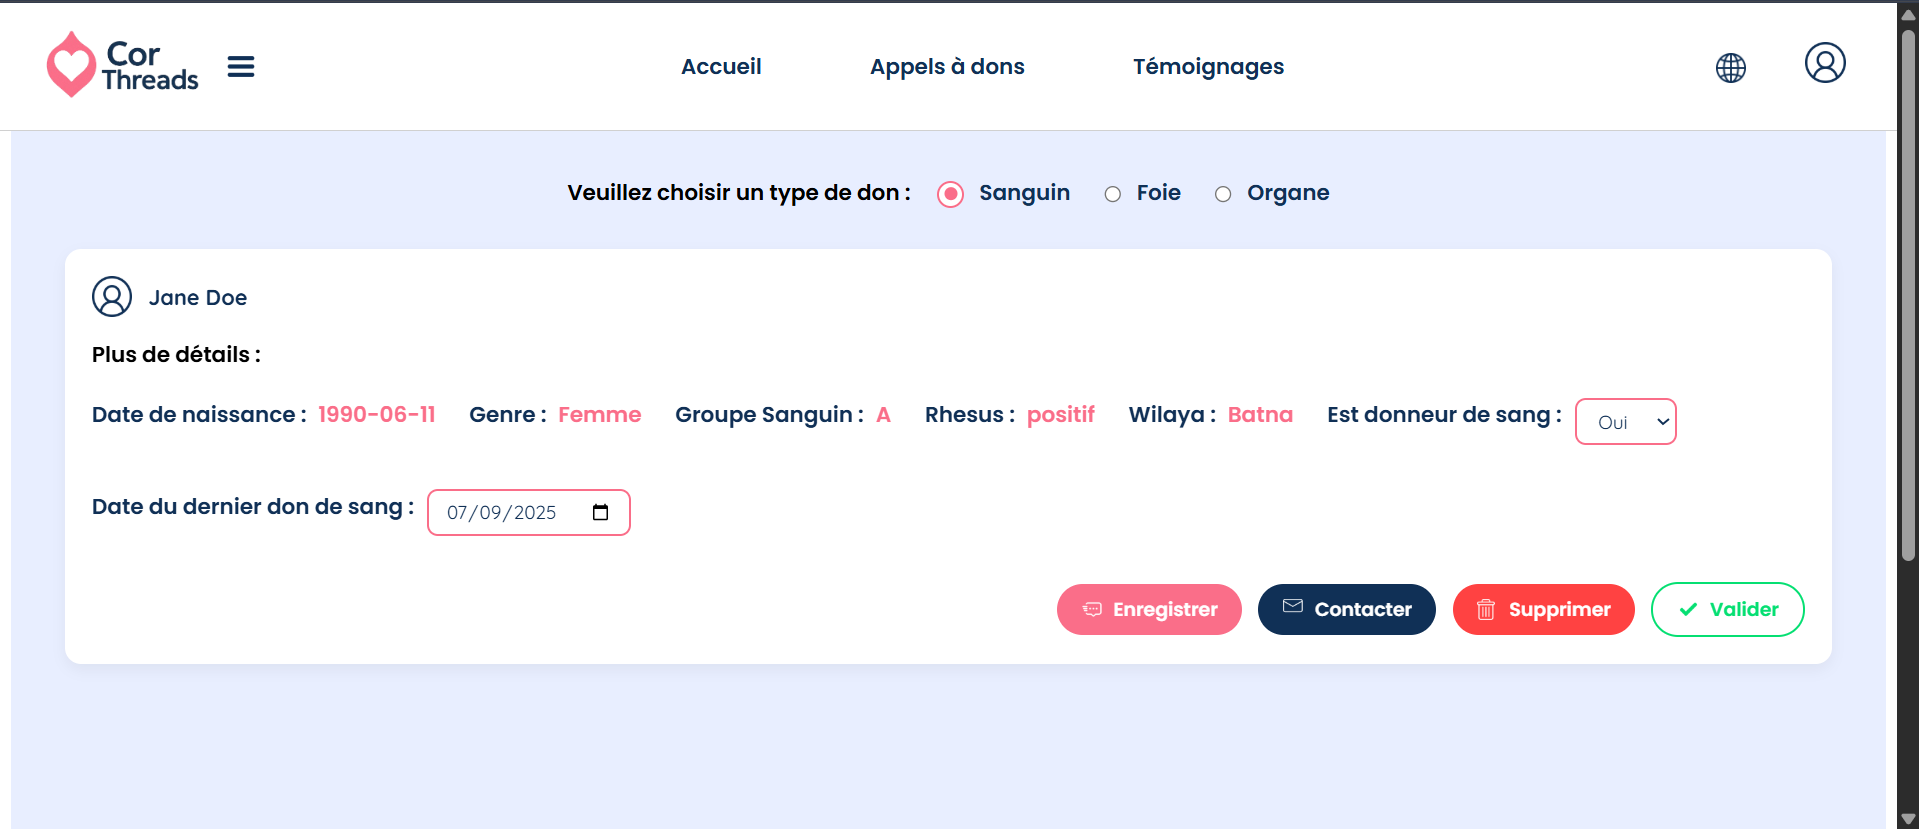 Cor
Threads
Accueil Appels à dons Témoignages
Veuillez choisir un type de don : Sanguin Foie Organe
Jane Doe
Plus de détails :
Date de naissance : 1990-06-11 Genre : Femme Groupe Sanguin : A Rhesus : positif Wilaya : Batna Est donneur de sang : Oui
Date du dernier don de sang : 07/09/2025
Enregistrer Contacter Supprimer Valider